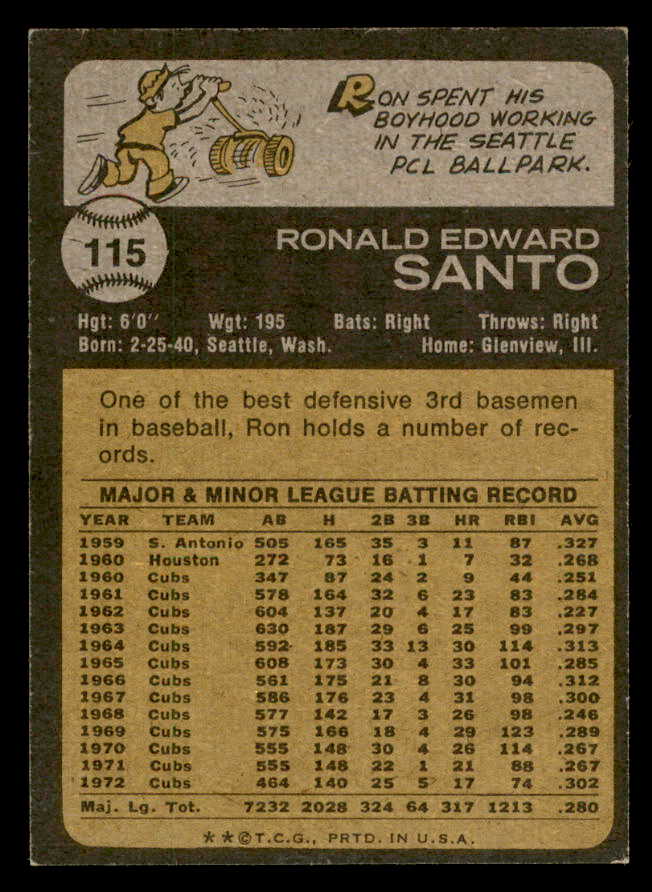 RON SPENT HIS
BOYHOOD WORKING
IN THE SEATTLE
PCL BALLPARK.
115
RONALD EDWARD
SANTO
Hgt: 6'0" Wgt: 195 Bats: Right Throws: Right
Born: 2-25-40, Seattle, Wash. Home: Glenview, Ill.
One of the best defensive 3rd basemen
in baseball, Ron holds a number of rec-
ords.
MAJOR & MINOR LEAGUE BATTING RECORD
YEAR TEAM AB H 2B 3B HR RBI AVG
1959 S. Antonio 505 165 35 3 11 87 .327
1960 Houston 272 73 16 1 7 32 .268
1960 Cubs 347 87 24 2 9 44 .251
1961 Cubs 578 164 32 6 23 83 .284
1962 Cubs 604 137 20 4 17 83 .227
1963 Cubs 630 187 29 6 25 99 .297
1964 Cubs 592 185 33 13 30 114 .313
1965 Cubs 608 173 30 4 33 101 .285
1966 Cubs 561 175 21 8 30 94 .312
1967 Cubs 586 176 23 4 31 98 .300
1968 Cubs 577 142 17 3 26 98 .246
1969 Cubs 575 166 18 4 29 123 .289
1970 Cubs 555 148 30 4 26 114 .267
1971 Cubs 555 148 22 1 21 88 .267
1972 Cubs 464 140 25 5 17 74 .302
Maj. Lg. Tot. 7232 2028 324 64 317 1213 .280
**©T.C.G., PRTD. IN U.S.A.